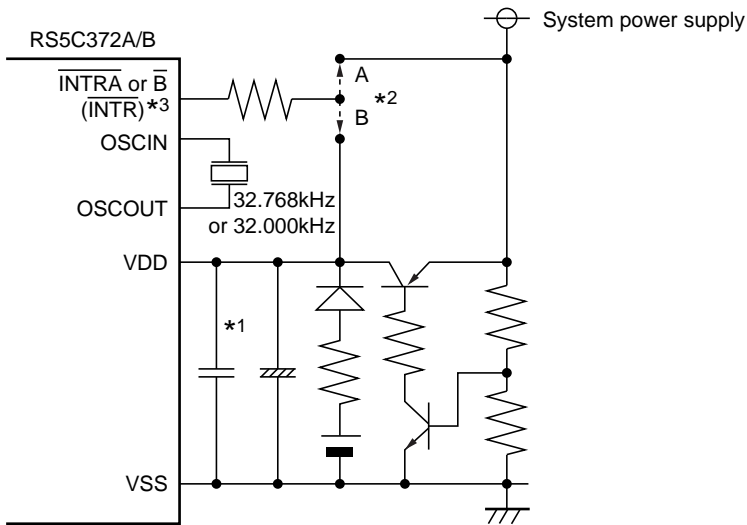 System power supply
RS5C372A/B
INTRA or B
(INTR)*3
A
*2
B
OSCIN
OSCOUT
32.768kHz
or 32.000kHz
VDD
*1
VSS